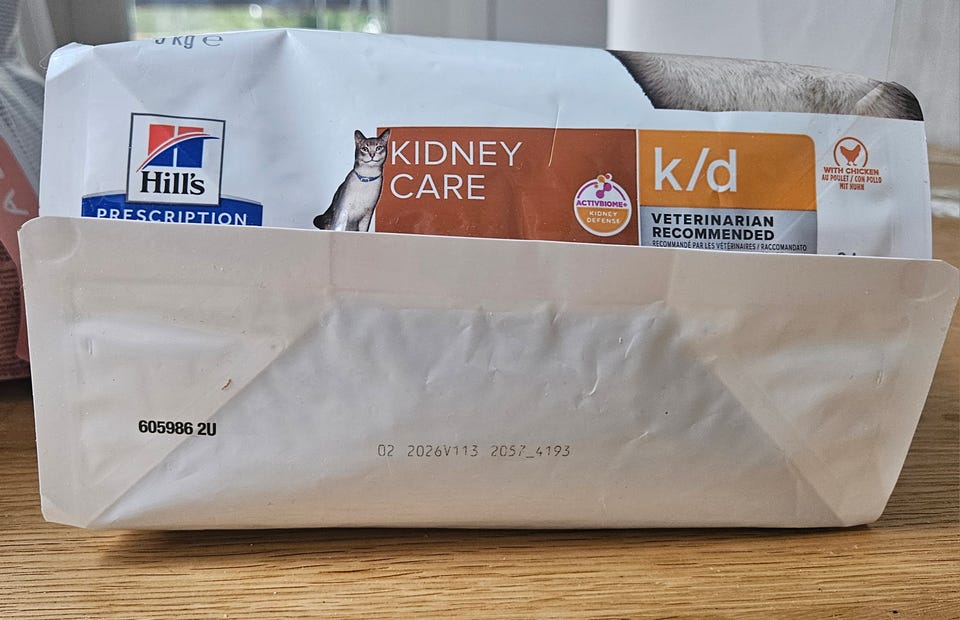 kg ℮
Hill's
PRESCRIPTION
KIDNEY
CARE
ACTIVBIOME+
KIDNEY
DEFENSE
k/d
VETERINARIAN
RECOMMENDED
RECOMMANDÉ PAR LES VÉTÉRINAIRES / RACCOMANDATO
WITH CHICKEN
AU POULET / CON POLLO
MIT HUHN
605986 2U
02 2026V113 2057_4193